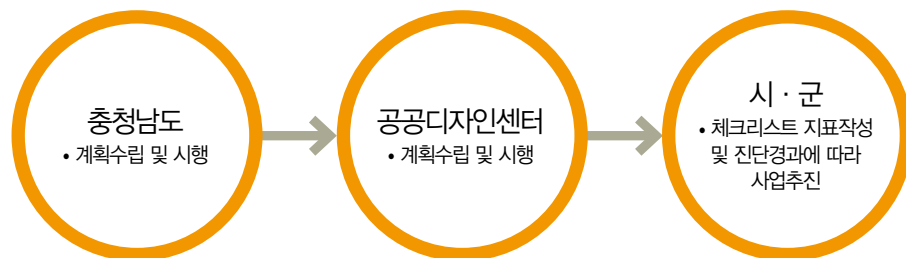 충청남도
• 계획수립 및 시행
공공디자인센터
• 계획수립 및 시행
시 · 군
• 체크리스트 지표작성
및 진단경과에 따라
사업추진